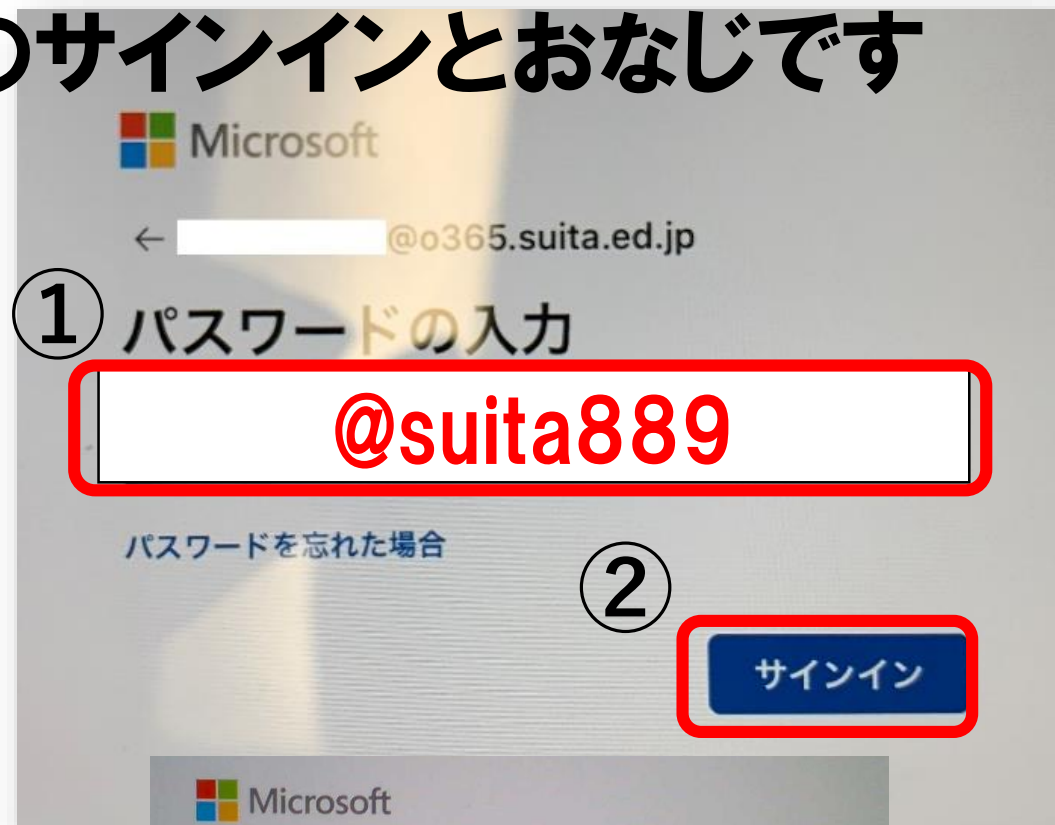 のサインインとおなじです
Microsoft
← @o365.suita.ed.jp
①
パスワードの入力
@suita889
パスワードを忘れた場合
②
サインイン
Microsoft